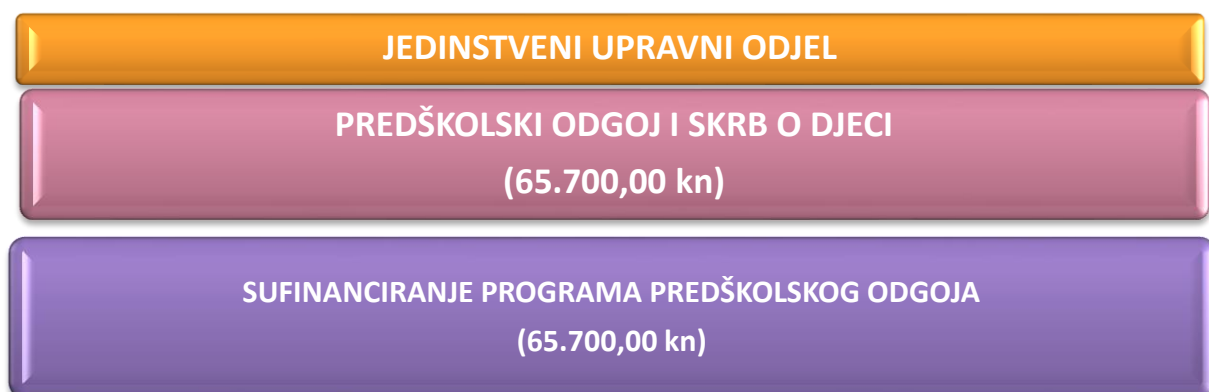 JEDINSTVENI UPRAVNI ODJEL
PREDŠKOLSKI ODGOJ I SKRB O DJECI
(65.700,00 kn)
SUFINANCIRANJE PROGRAMA PREDŠKOLSKOG ODGOJA
(65.700,00 kn)